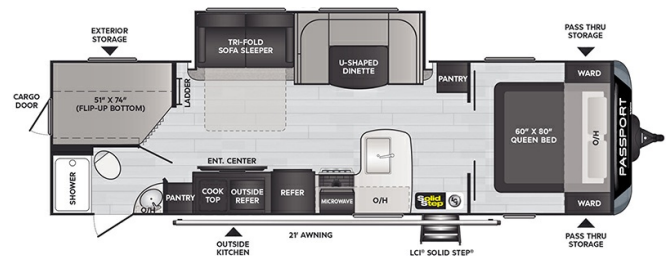 EXTERIOR
STORAGE
PASS THRU
STORAGE
TRI-FOLD
SOFA SLEEPER
U-SHAPED
DINETTE
PANTRY
WARD
CARGO
DOOR
51" X 74"
(FLIP-UP BOTTOM)
LADDER
60" X 80"
QUEEN BED
O/H
PASSPORT
SHOWER
O/H
ENT. CENTER
PANTRY
COOK
TOP
OUTSIDE
REFER
REFER
MICROWAVE
O/H
Solid
Step
WARD
21' AWNING
OUTSIDE
KITCHEN
LCI® SOLID STEP®
PASS THRU
STORAGE